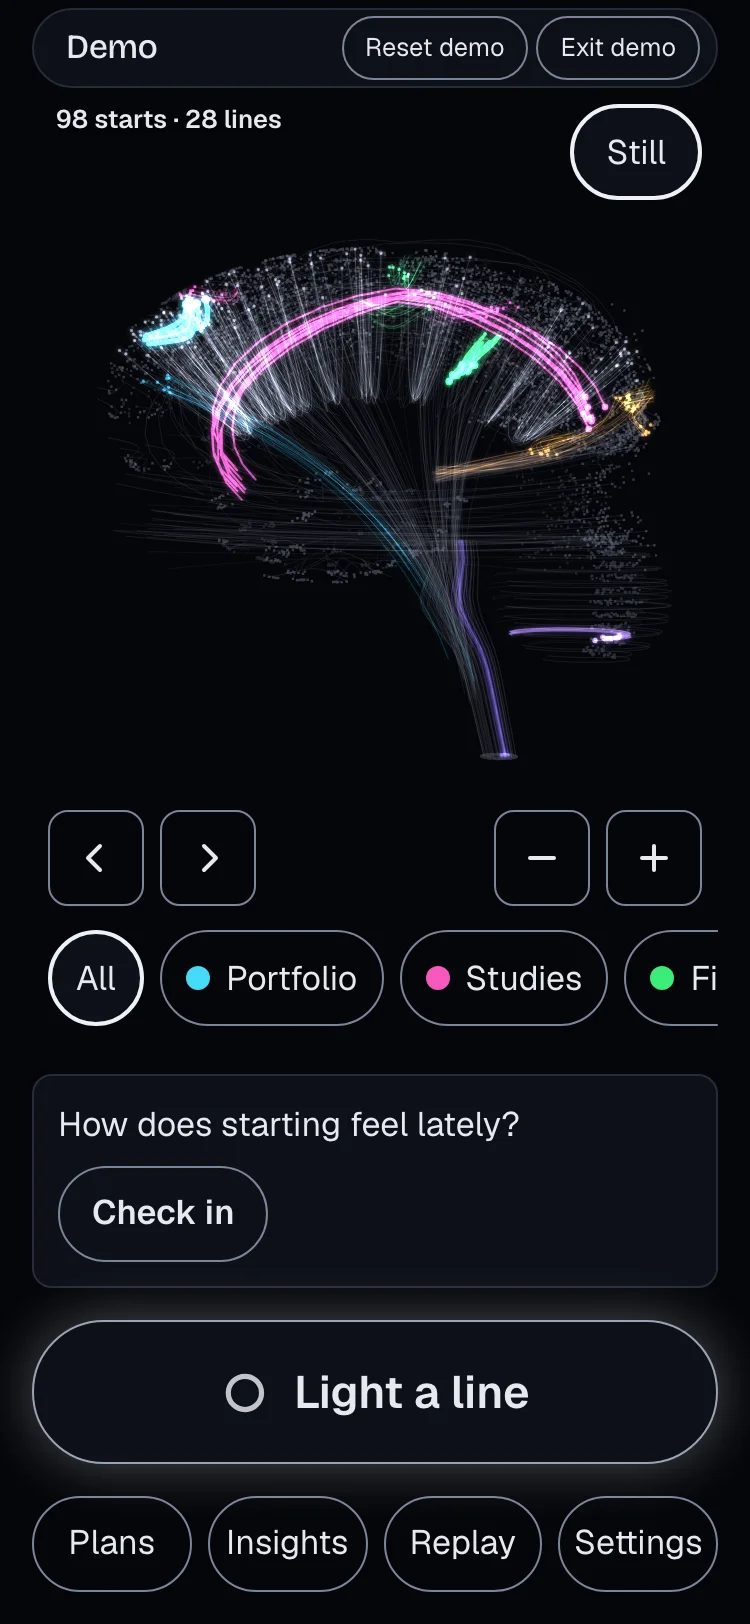 Demo
Reset demo
Exit demo
98 starts · 28 lines
Still
All
Portfolio
Studies
Fi
How does starting feel lately?
Check in
Light a line
Plans
Insights
Replay
Settings